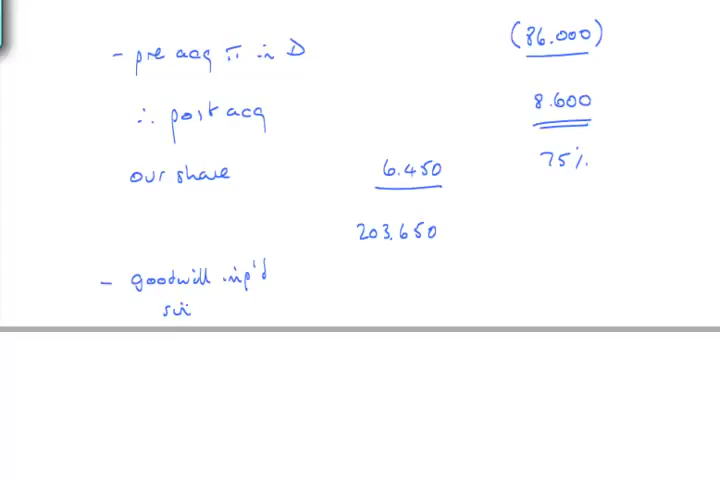 - pre acq π in D (86.000)
∴ post acq 8.600
our share 6.450 75%
203.650
- goodwill imp'd